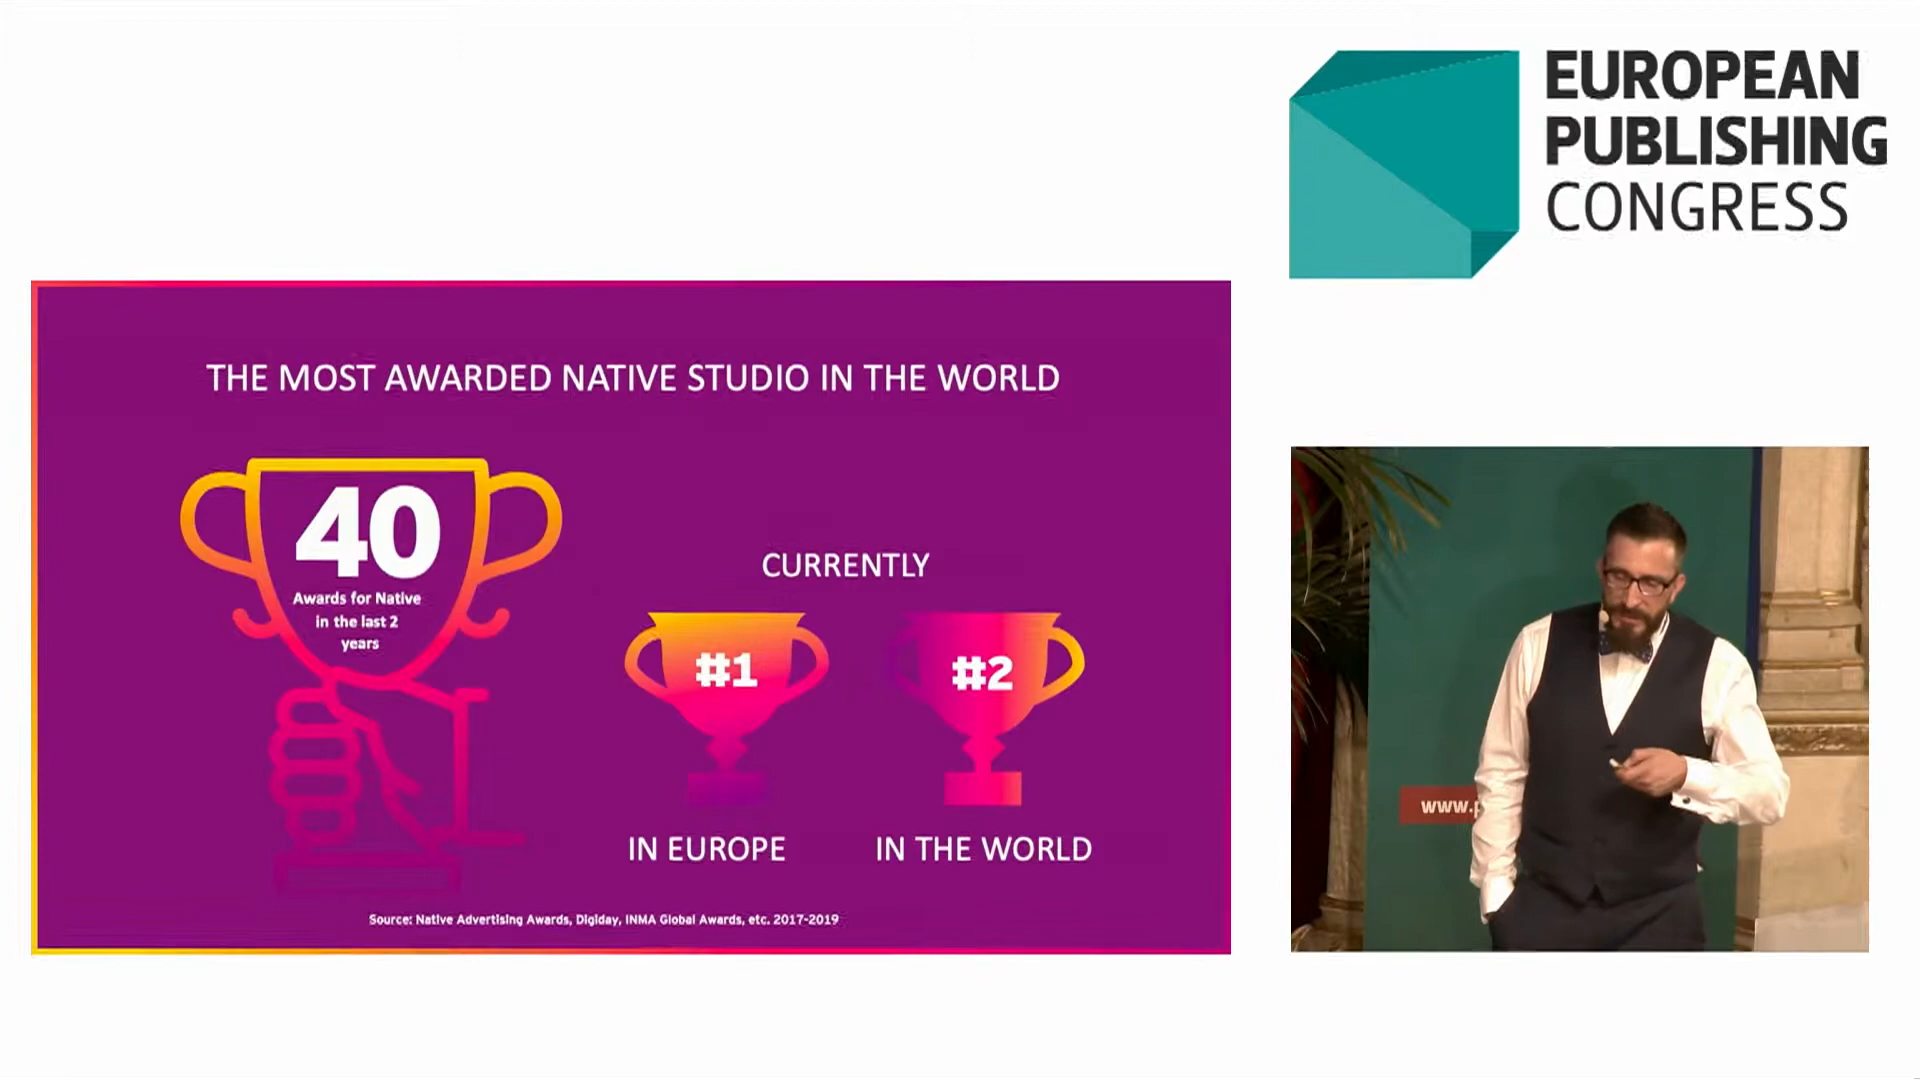 EUROPEAN
PUBLISHING
CONGRESS
THE MOST AWARDED NATIVE STUDIO IN THE WORLD
40
Awards for Native
in the last 2
years
CURRENTLY
#1
#2
IN EUROPE
IN THE WORLD
Source: Native Advertising Awards, Digiday, INMA Global Awards, etc. 2017-2019
www.p